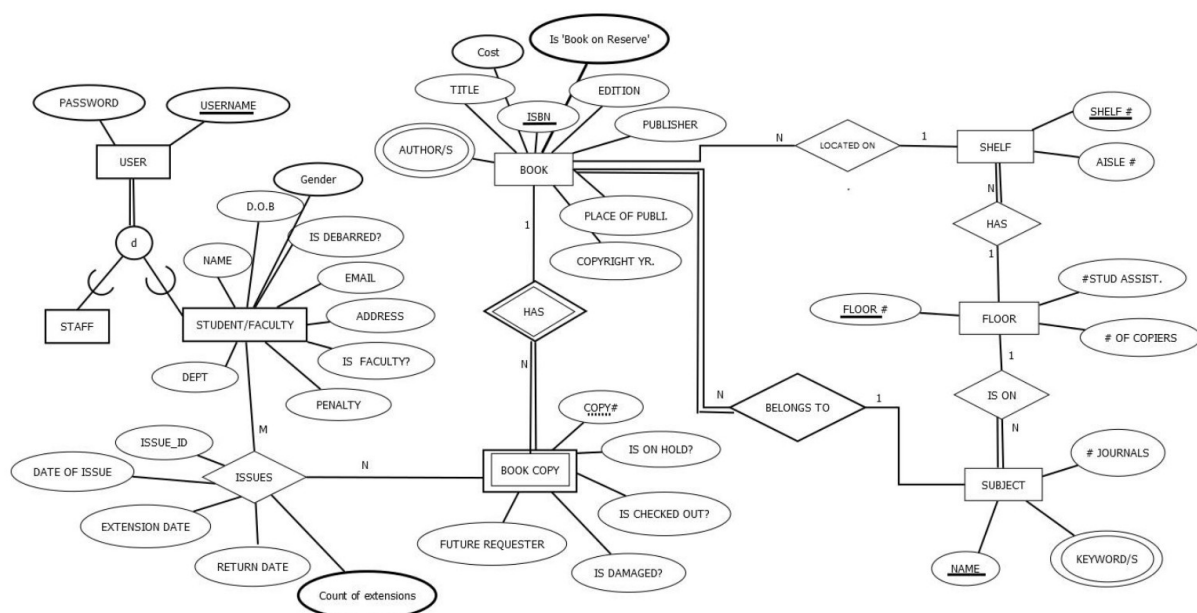 Is 'Book on Reserve'
Cost
TITLE
EDITION
ISBN
PUBLISHER
AUTHOR/S
BOOK
PLACE OF PUBLI.
COPYRIGHT YR.
PASSWORD
USERNAME
USER
d
STAFF
Gender
D.O.B
IS DEBARRED?
NAME
EMAIL
ADDRESS
STUDENT/FACULTY
IS FACULTY?
DEPT
PENALTY
M
ISSUE_ID
DATE OF ISSUE
ISSUES
N
EXTENSION DATE
RETURN DATE
Count of extensions
1
HAS
N
COPY#
IS ON HOLD?
BOOK COPY
IS CHECKED OUT?
FUTURE REQUESTER
IS DAMAGED?
N
LOCATED ON
1
SHELF
SHELF #
AISLE #
N
HAS
1
#STUD ASSIST.
FLOOR #
FLOOR
# OF COPIERS
1
IS ON
N
N
BELONGS TO
1
# JOURNALS
SUBJECT
NAME
KEYWORD/S